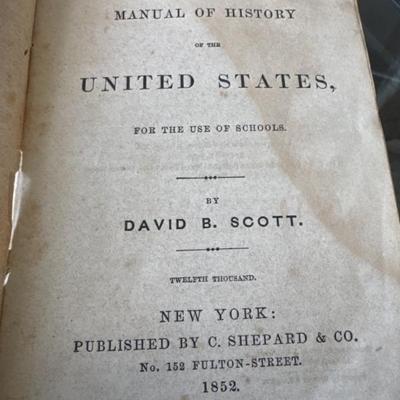 MANUAL OF HISTORY
OF THE
UNITED STATES,
FOR THE USE OF SCHOOLS.
BY
DAVID B. SCOTT.
TWELFTH THOUSAND.
NEW YORK:
PUBLISHED BY C. SHEPARD & CO.
No. 152 FULTON-STREET.
1852.